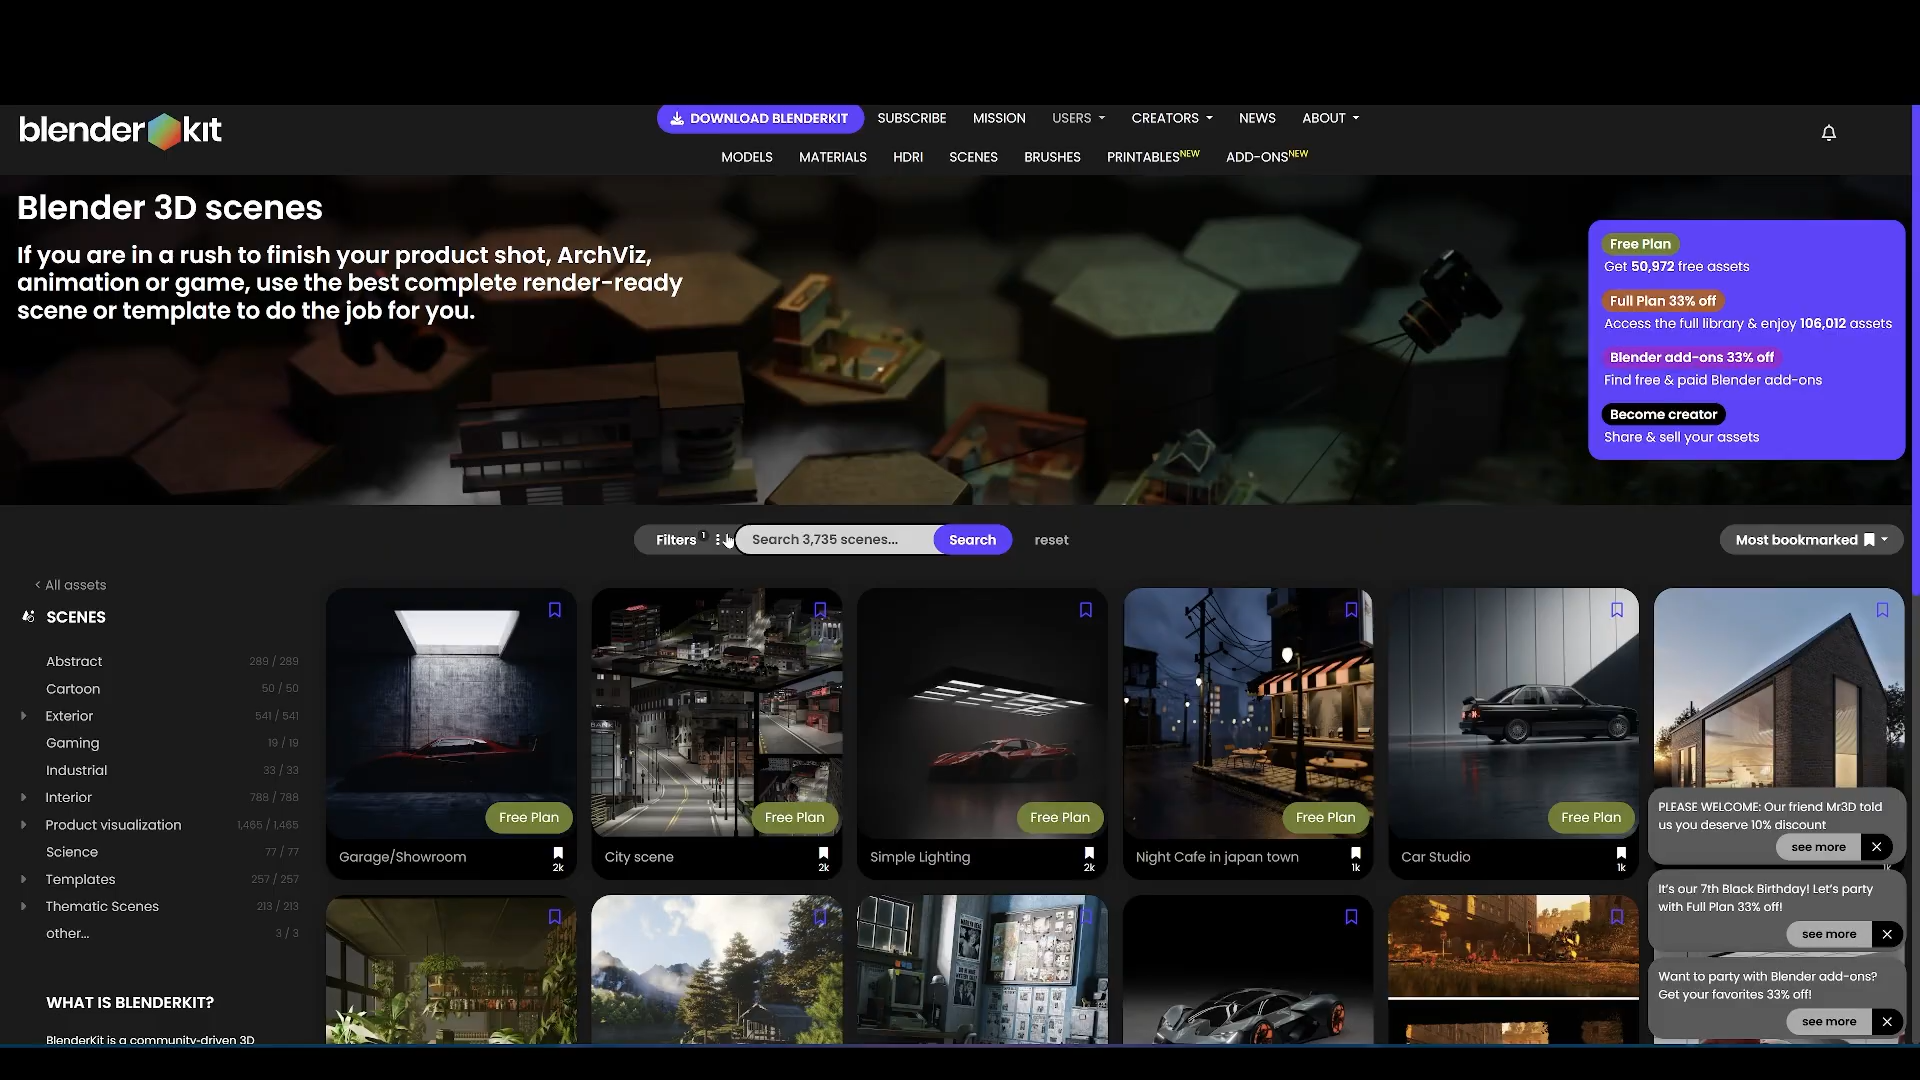 blender kit
DOWNLOAD BLENDERKIT SUBSCRIBE MISSION USERS CREATORS NEWS ABOUT
MODELS MATERIALS HDRI SCENES BRUSHES PRINTABLES NEW ADD-ONS NEW
Blender 3D scenes
If you are in a rush to finish your product shot, ArchViz,
animation or game, use the best complete render-ready
scene or template to do the job for you.
Free Plan
Get 50,972 free assets
Full Plan 33% off
Access the full library & enjoy 106,012 assets
Blender add-ons 33% off
Find free & paid Blender add-ons
Become creator
Share & sell your assets
Filters 1 Search 3,735 scenes... Search reset Most bookmarked
< All assets
SCENES
Abstract 289 / 289
Cartoon 50 / 50
Exterior 541 / 541
Gaming 19 / 19
Industrial 33 / 33
Interior 788 / 788
Product visualization 1,465 / 1,465
Science 77 / 77
Templates 257 / 257
Thematic Scenes 213 / 213
other... 3 / 3
WHAT IS BLENDERKIT?
BlenderKit is a community-driven 3D
Free Plan
Garage/Showroom 2k
BANK
Free Plan
City scene 2k
Free Plan
Simple Lighting 2k
Free Plan
Night Cafe in japan town 1k
Free Plan
Car Studio 1k
PLEASE WELCOME: Our friend Mr3D told
us you deserve 10% discount
see more
It's our 7th Black Birthday! Let's party
with Full Plan 33% off!
see more
Want to party with Blender add-ons?
Get your favorites 33% off!
see more